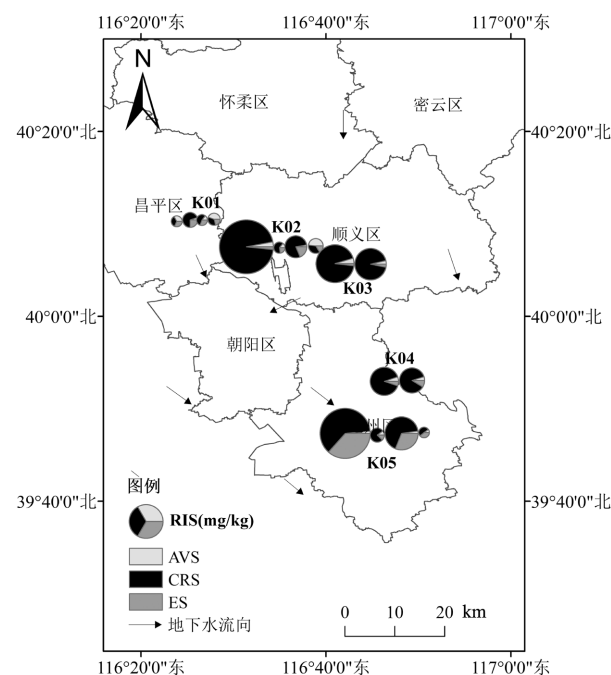 116°20'0"东
116°40'0"东
117°0'0"东
N
怀柔区
密云区
40°20'0"北
40°20'0"北
昌平区
K01
K02
顺义区
K03
40°0'0"北
40°0'0"北
朝阳区
K04
州区
K05
图例
39°40'0"北
39°40'0"北
RIS(mg/kg)
AVS
CRS
ES
地下水流向
0 10 20 km
116°20'0"东
116°40'0"东
117°0'0"东